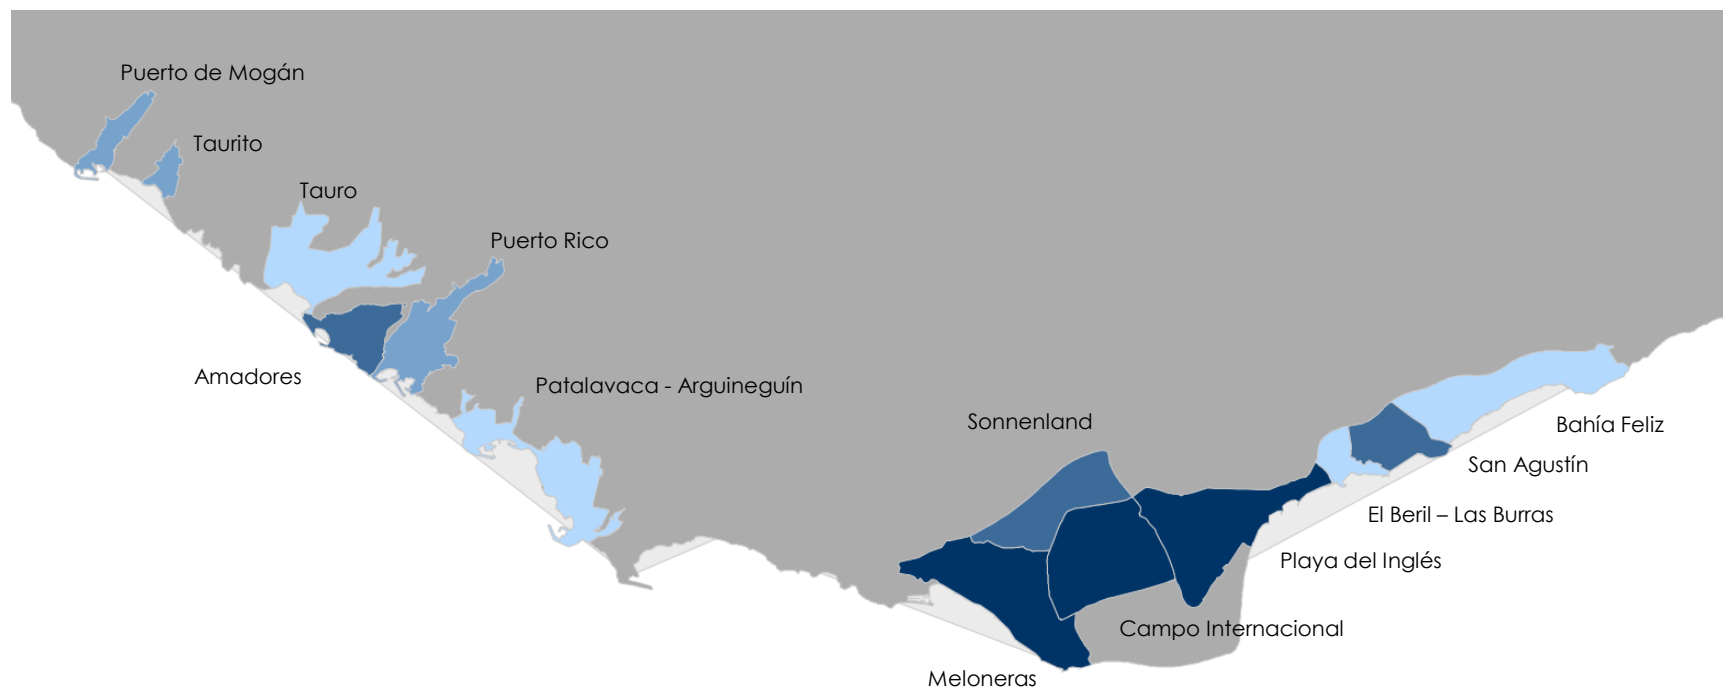 Puerto de Mogán
Taurito
Tauro
Puerto Rico
Amadores
Patalavaca - Arguineguín
Sonnenland
Bahía Feliz
San Agustín
El Beril – Las Burras
Playa del Inglés
Campo Internacional
Meloneras